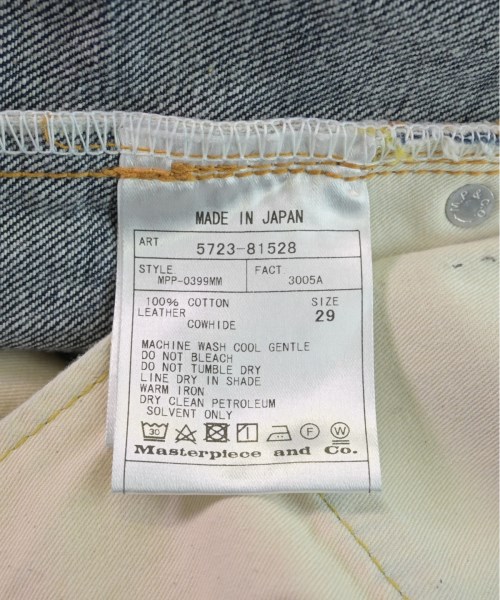 MADE IN JAPAN
ART 5723-81528
STYLE MPP-0399MM FACT 3005A
100% COTTON SIZE
LEATHER 29
COWHIDE
MACHINE WASH COOL GENTLE
DO NOT BLEACH
DO NOT TUMBLE DRY
LINE DRY IN SHADE
WARM IRON
DRY CLEAN PETROLEUM
SOLVENT ONLY
30 F W
Masterpiece and Co.